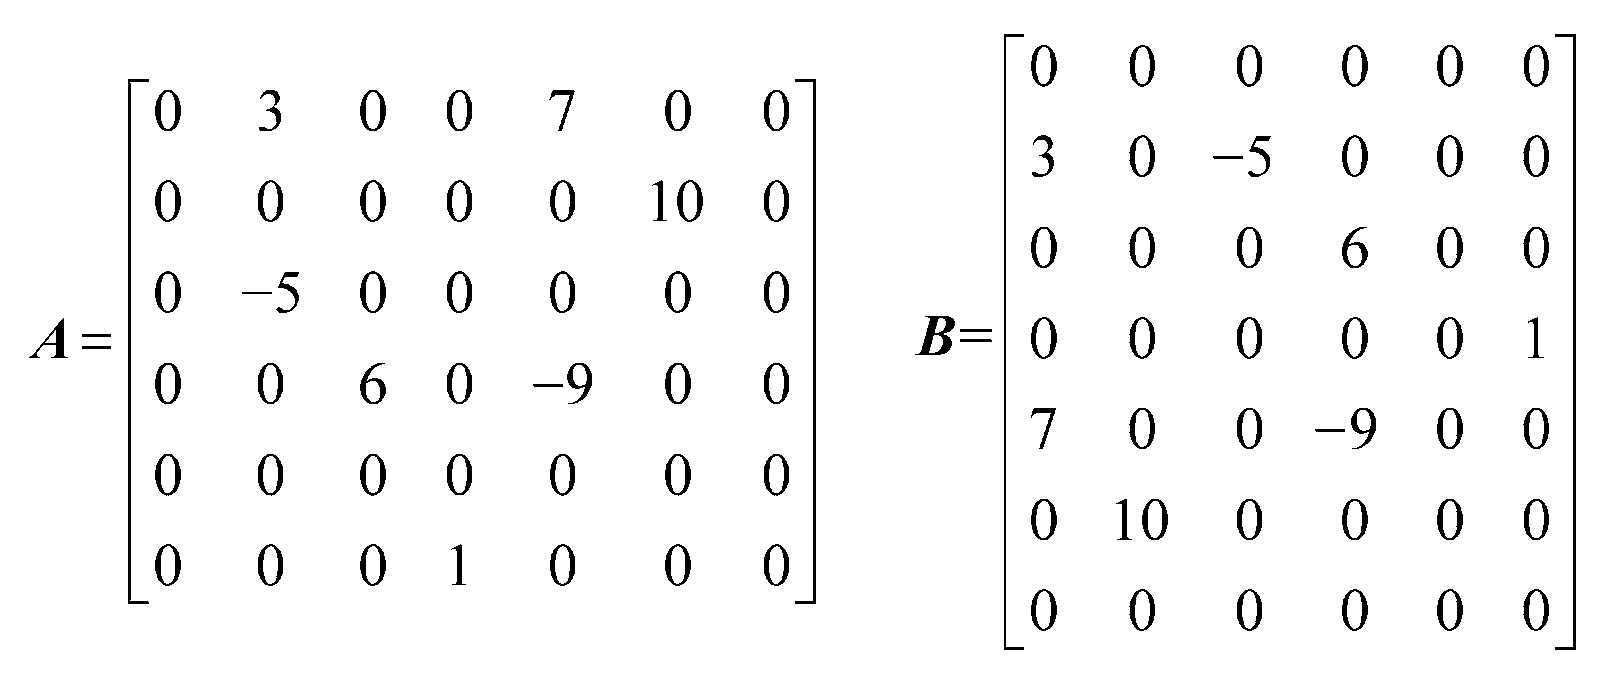 A =
0 3 0 0 7 0 0
0 0 0 0 0 10 0
0 −5 0 0 0 0 0
0 0 6 0 −9 0 0
0 0 0 0 0 0 0
0 0 0 1 0 0 0
B=
0 0 0 0 0 0
3 0 −5 0 0 0
0 0 0 6 0 0
0 0 0 0 0 1
7 0 0 −9 0 0
0 10 0 0 0 0
0 0 0 0 0 0